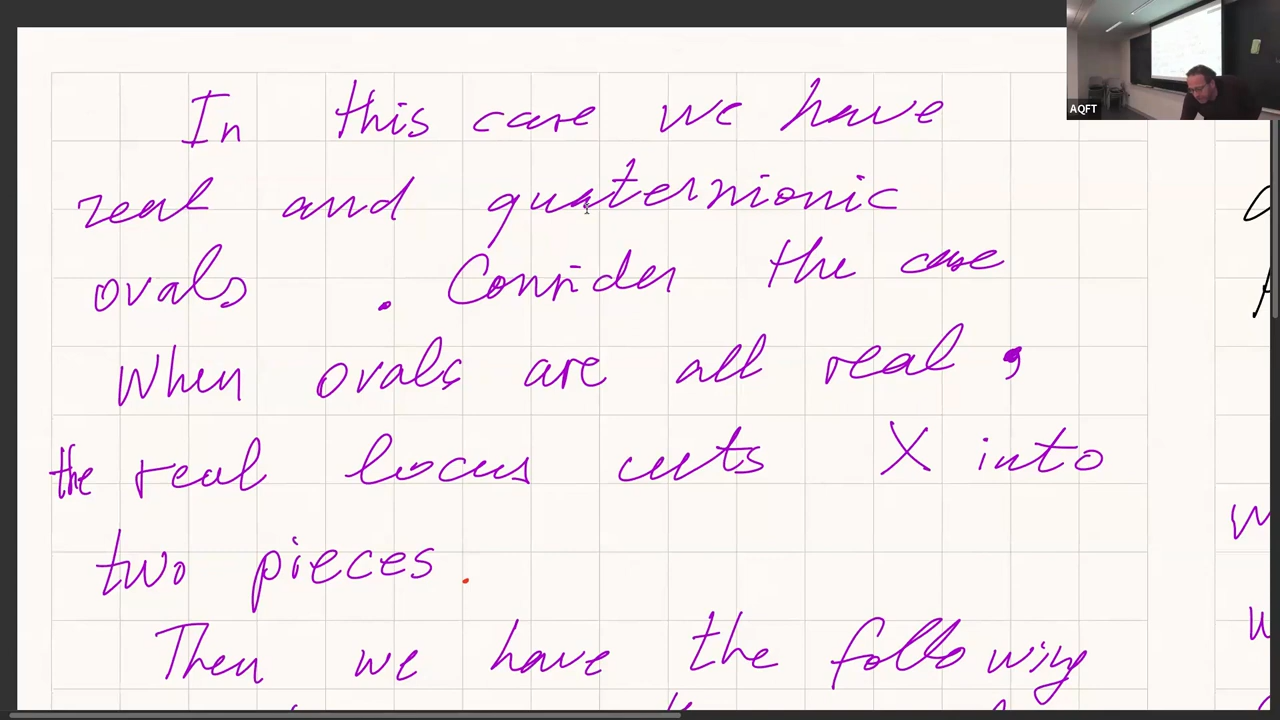 In this case we have
real and quaternionic
ovals . Consider the case
When ovals are all real ,
the real locus cuts X into
two pieces .
Then we have the following
AQFT